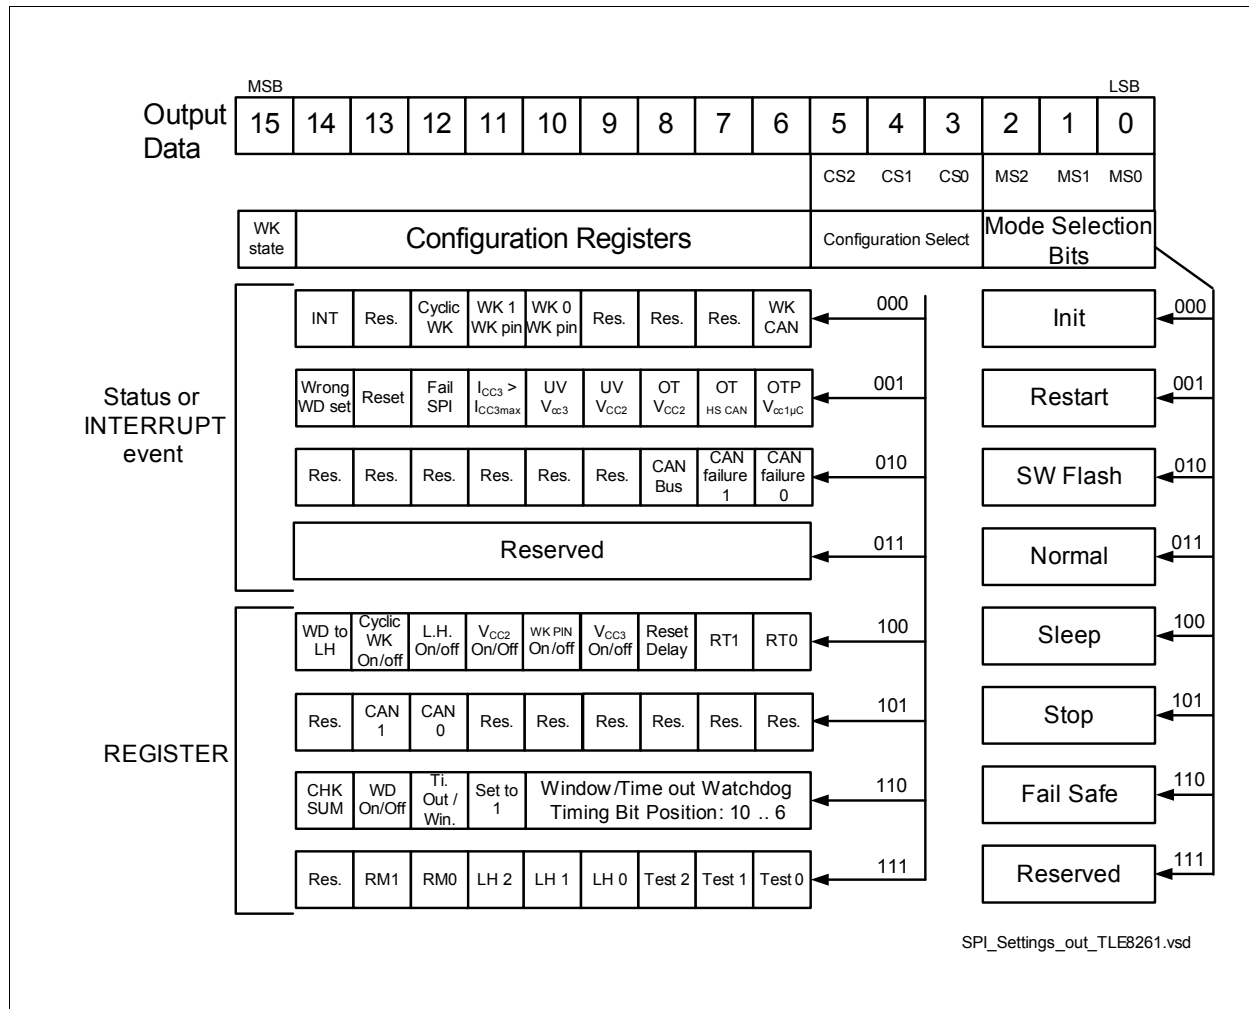 MSB
LSB
Output
Data
15 14 13 12 11 10 9 8 7 6 5 4 3 2 1 0
CS2 CS1 CS0 MS2 MS1 MS0
WK
state
Configuration Registers
Configuration Select
Mode Selection
Bits
Status or
INTERRUPT
event
INT
Res.
Cyclic
WK
WK 1
WK pin
WK 0
WK pin
Res.
Res.
Res.
WK
CAN
000
Init
000
Wrong
WD set
Reset
Fail
SPI
ICC3 >
ICC3max
UV
Vcc3
UV
VCC2
OT
VCC2
OT
HS CAN
OTP
Vcc1µC
001
Restart
001
Res.
Res.
Res.
Res.
Res.
Res.
CAN
Bus
CAN
failure
1
CAN
failure
0
010
SW Flash
010
Reserved
011
Normal
011
REGISTER
WD to
LH
Cyclic
WK
On/off
L.H.
On/off
VCC2
On/Off
WK PIN
On/off
VCC3
On/off
Reset
Delay
RT1
RT0
100
Sleep
100
Res.
CAN
1
CAN
0
Res.
Res.
Res.
Res.
Res.
Res.
101
Stop
101
CHK
SUM
WD
On/Off
Ti.
Out /
Win.
Set to
1
Window/Time out Watchdog
Timing Bit Position: 10 .. 6
110
Fail Safe
110
Res.
RM1
RM0
LH 2
LH 1
LH 0
Test 2
Test 1
Test 0
111
Reserved
111
SPI_Settings_out_TLE8261.vsd